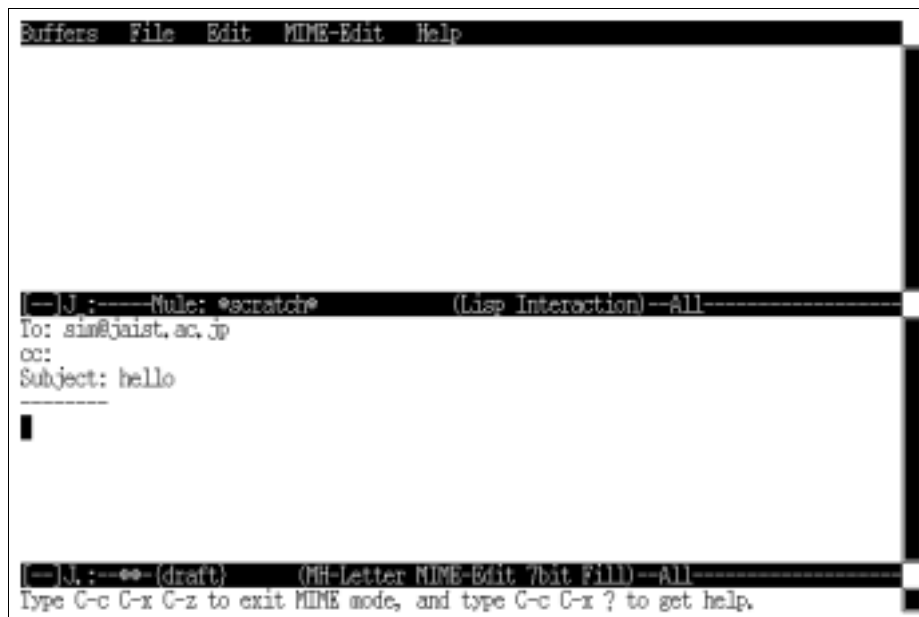 Buffers File Edit MIME-Edit Help
[--]J_:-----Mule: *scratch* (Lisp Interaction)--All-------------------
To: sim@jaist.ac.jp
cc:
Subject: hello
--------
[--]J.:--**-{draft} (MH-Letter MIME-Edit 7bit Fill)--All-------------------
Type C-c C-x C-z to exit MIME mode, and type C-c C-x ? to get help.